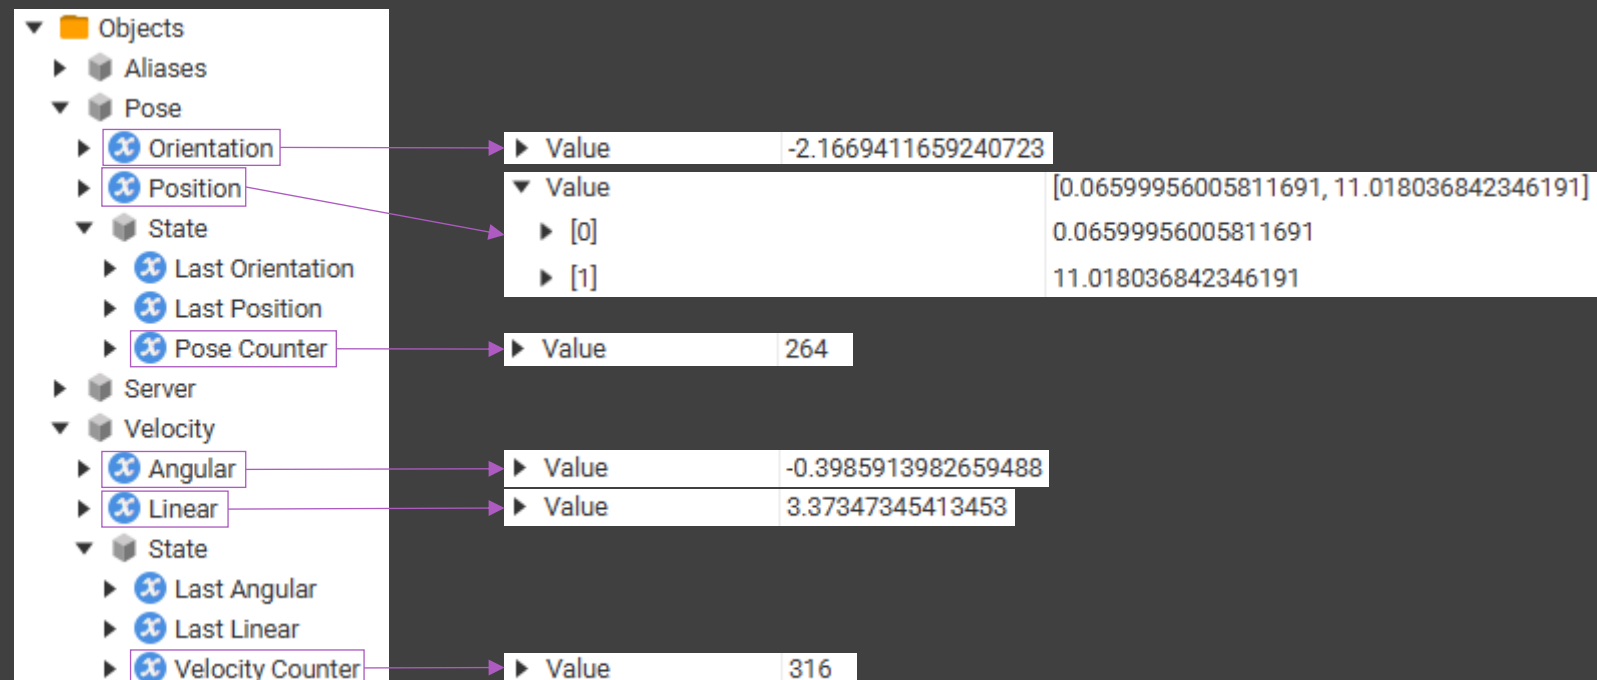 Objects
Aliases
Pose
Orientation Value -2.1669411659240723
Position Value [0.06599956005811691, 11.018036842346191]
State [0] 0.06599956005811691
Last Orientation [1] 11.018036842346191
Last Position
Pose Counter Value 264
Server
Velocity
Angular Value -0.3985913982659488
Linear Value 3.37347345413453
State
Last Angular
Last Linear
Velocity Counter Value 316